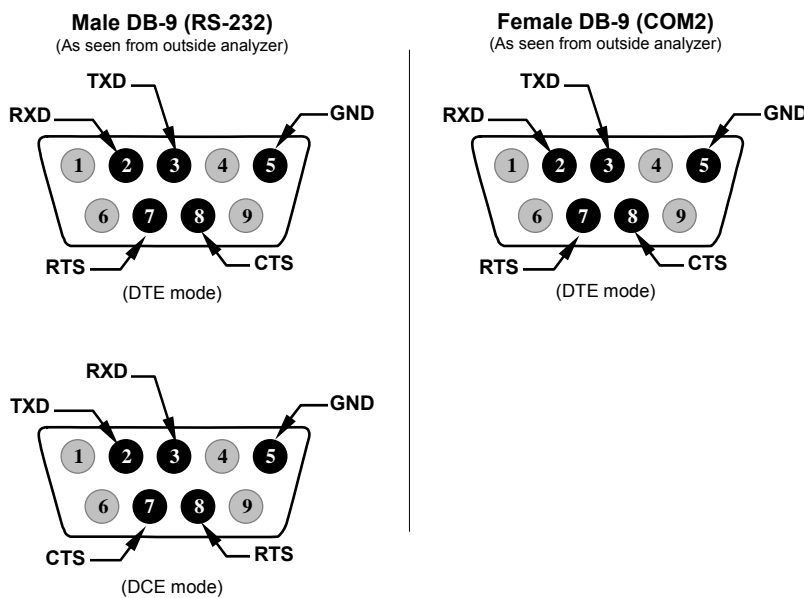 Male DB-9 (RS-232)
(As seen from outside analyzer)
TXD
RXD
GND
1 2 3 4 5
6 7 8 9
RTS
CTS
(DTE mode)
RXD
TXD
GND
1 2 3 4 5
6 7 8 9
CTS
RTS
(DCE mode)
Female DB-9 (COM2)
(As seen from outside analyzer)
TXD
RXD
GND
1 2 3 4 5
6 7 8 9
RTS
CTS
(DTE mode)